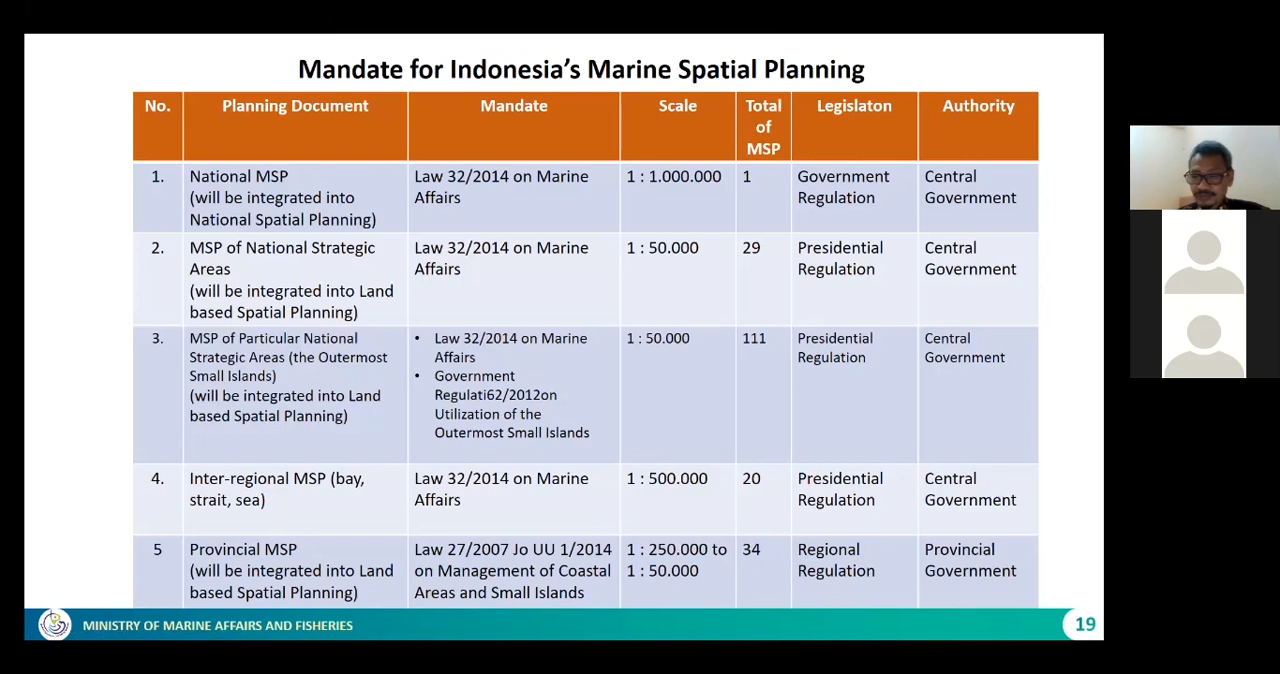 Mandate for Indonesia's Marine Spatial Planning
No. Planning Document Mandate Scale Total of MSP Legislaton Authority
1. National MSP (will be integrated into National Spatial Planning) Law 32/2014 on Marine Affairs 1 : 1.000.000 1 Government Regulation Central Government
2. MSP of National Strategic Areas (will be integrated into Land based Spatial Planning) Law 32/2014 on Marine Affairs 1 : 50.000 29 Presidential Regulation Central Government
3. MSP of Particular National Strategic Areas (the Outermost Small Islands) (will be integrated into Land based Spatial Planning) • Law 32/2014 on Marine Affairs • Government Regulati62/2012on Utilization of the Outermost Small Islands 1 : 50.000 111 Presidential Regulation Central Government
4. Inter-regional MSP (bay, strait, sea) Law 32/2014 on Marine Affairs 1 : 500.000 20 Presidential Regulation Central Government
5 Provincial MSP (will be integrated into Land based Spatial Planning) Law 27/2007 Jo UU 1/2014 on Management of Coastal Areas and Small Islands 1 : 250.000 to 1 : 50.000 34 Regional Regulation Provincial Government
MINISTRY OF MARINE AFFAIRS AND FISHERIES
19